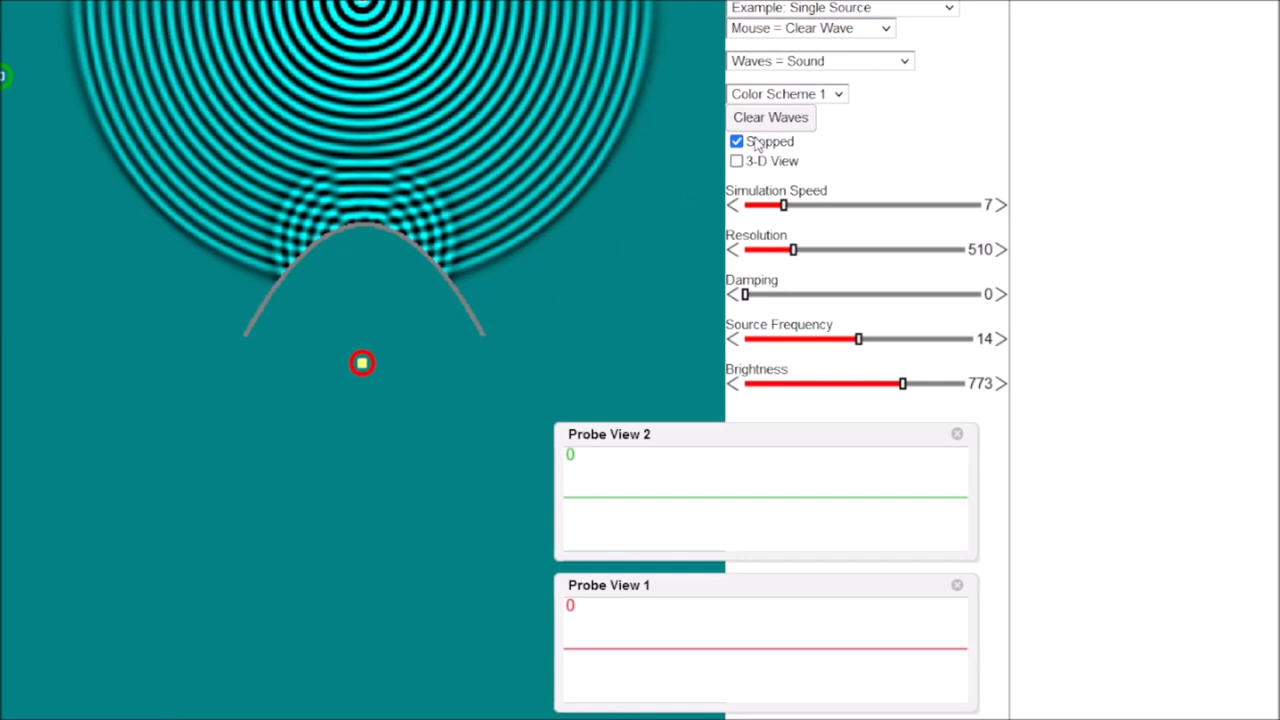 Example: Single Source
Mouse = Clear Wave
Waves = Sound
Color Scheme 1
Clear Waves
Stopped
3-D View
Simulation Speed
7
Resolution
510
Damping
0
Source Frequency
14
Brightness
773
Probe View 2
0
Probe View 1
0